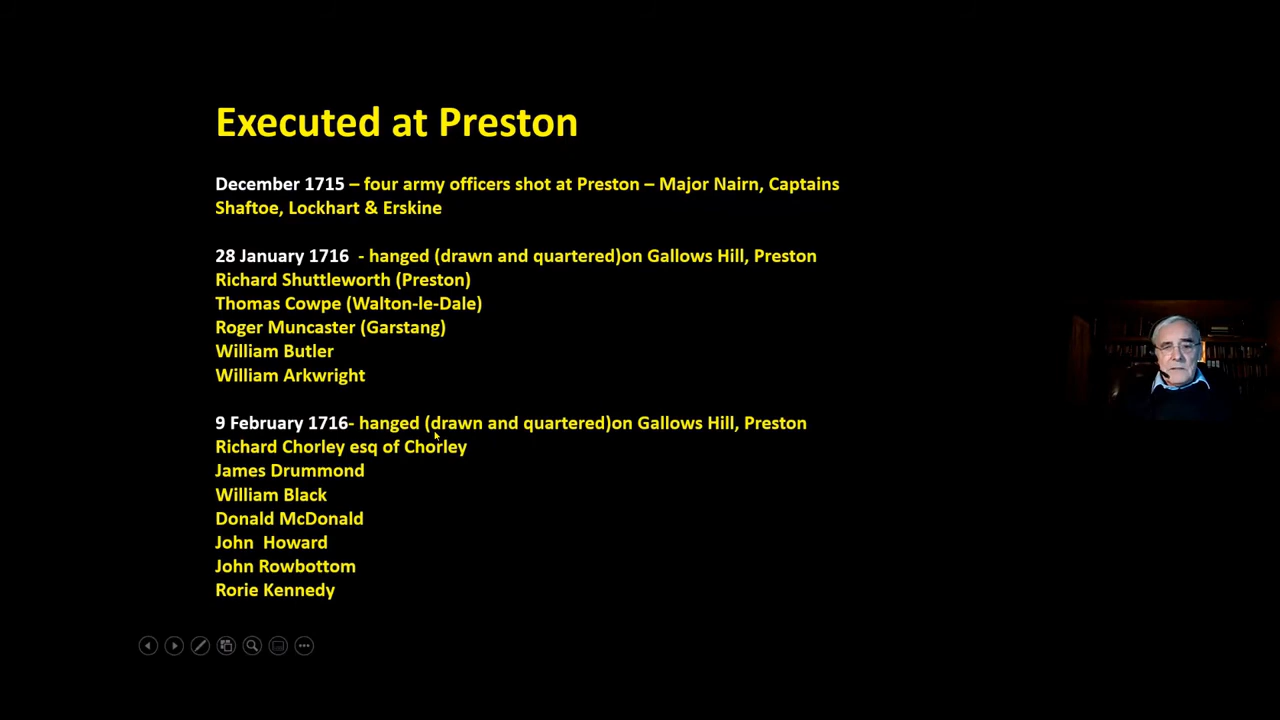 Executed at Preston
December 1715 – four army officers shot at Preston – Major Nairn, Captains
Shaftoe, Lockhart & Erskine
28 January 1716  - hanged (drawn and quartered)on Gallows Hill, Preston
Richard Shuttleworth (Preston)
Thomas Cowpe (Walton-le-Dale)
Roger Muncaster (Garstang)
William Butler
William Arkwright
9 February 1716- hanged (drawn and quartered)on Gallows Hill, Preston
Richard Chorley esq of Chorley
James Drummond
William Black
Donald McDonald
John  Howard
John Rowbottom
Rorie Kennedy